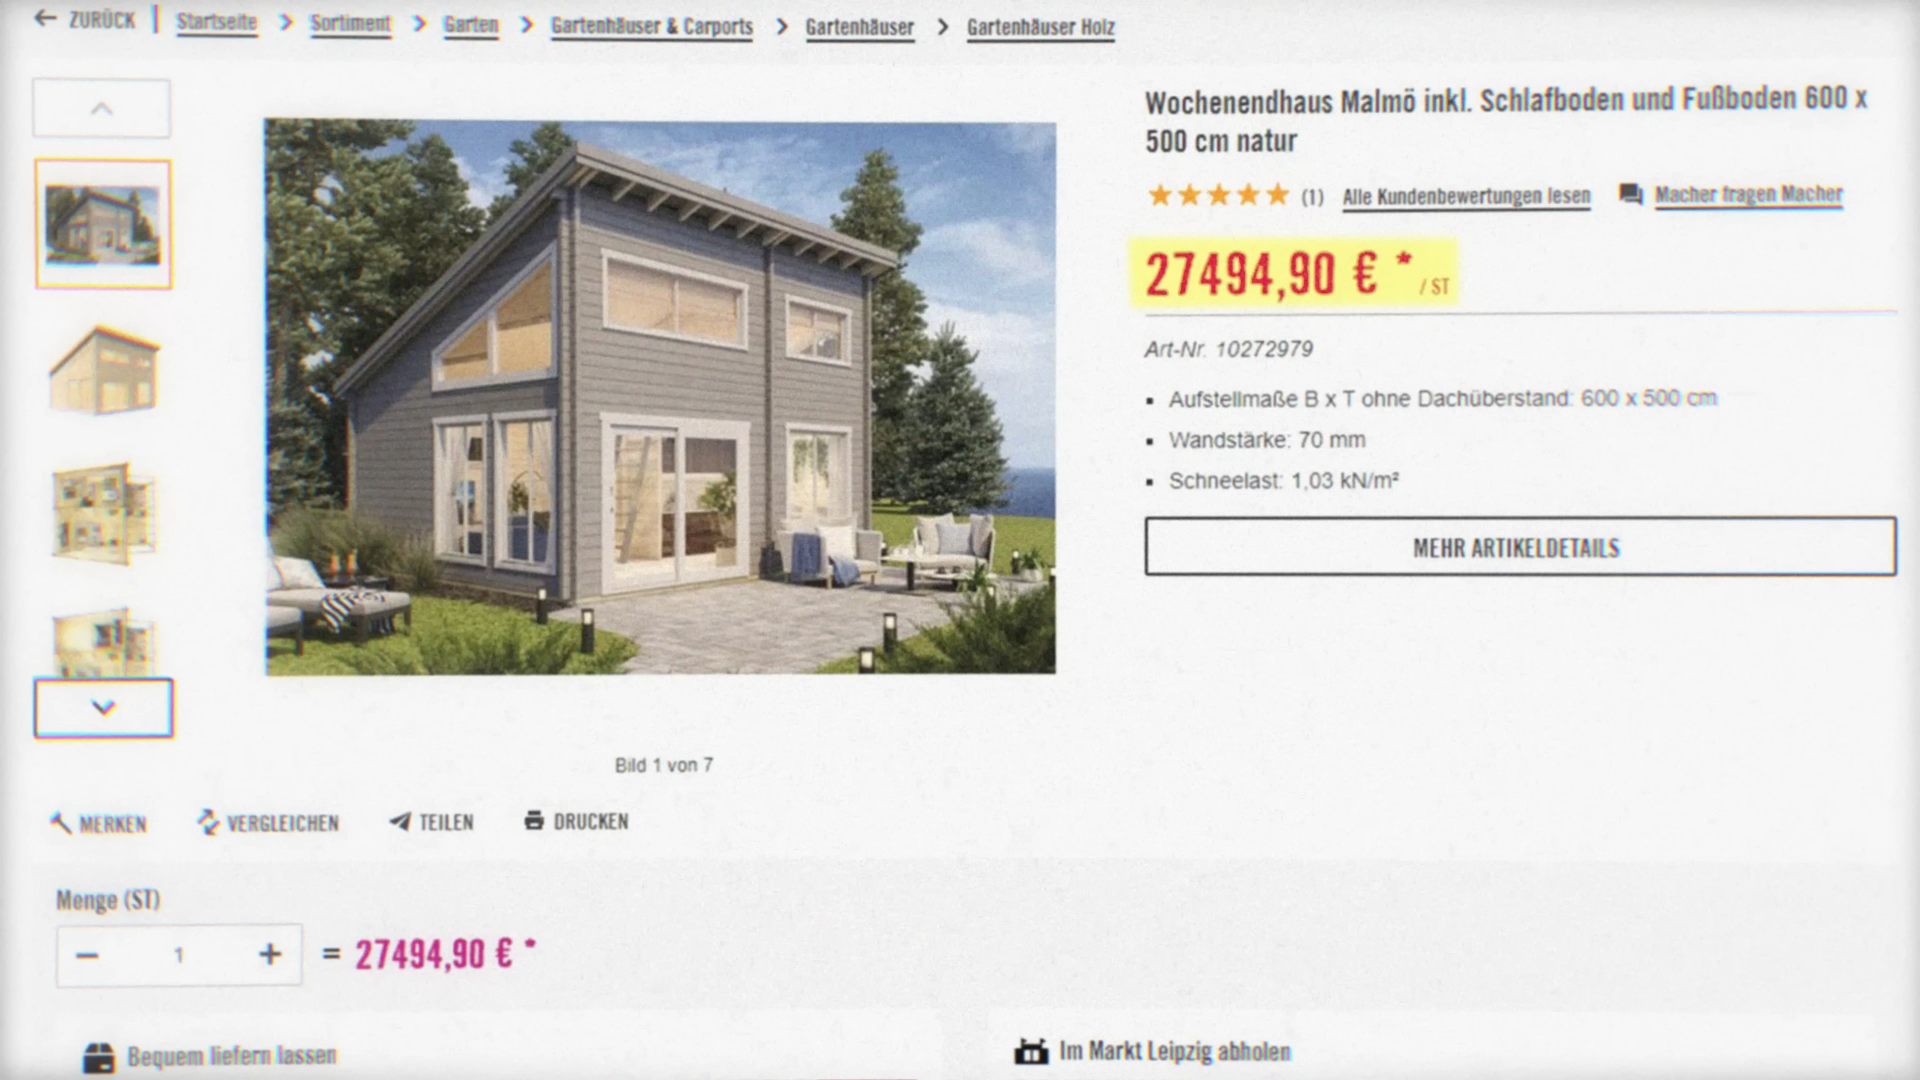 ZURÜCK | Startseite > Sortiment > Garten > Gartenhäuser & Carports > Gartenhäuser > Gartenhäuser Holz
Wochenendhaus Malmö inkl. Schlafboden und Fußboden 600 x
500 cm natur
(1) Alle Kundenbewertungen lesen Macher fragen Macher
27494,90 € * / ST
Art-Nr. 10272979
▪ Aufstellmaße B x T ohne Dachüberstand: 600 x 500 cm
▪ Wandstärke: 70 mm
▪ Schneelast: 1,03 kN/m²
MEHR ARTIKELDETAILS
Bild 1 von 7
MERKEN VERGLEICHEN TEILEN DRUCKEN
Menge (ST)
− 1 + = 27494,90 € *
Bequem liefern lassen
Im Markt Leipzig abholen